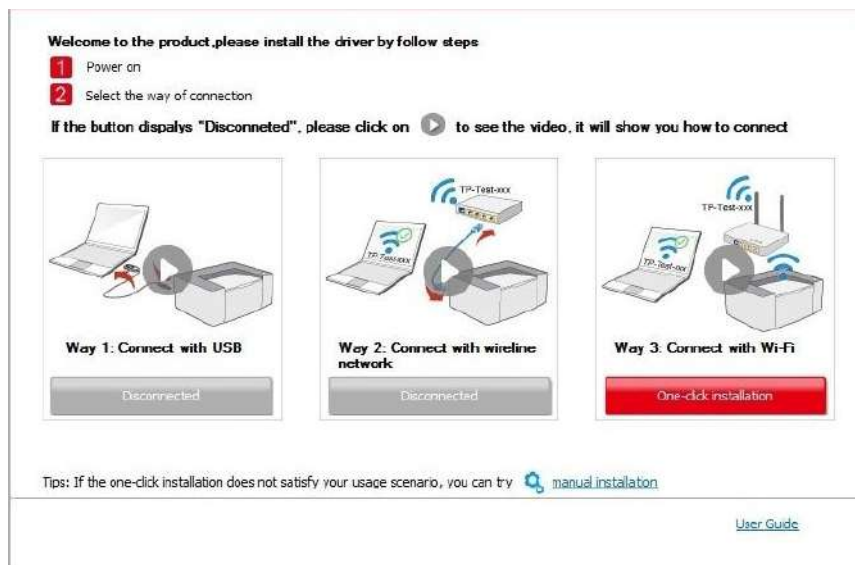 Welcome to the product,please install the driver by follow steps
1 Power on
2 Select the way of connection
If the button dispalys "Disconneted", please click on to see the video, it will show you how to connect
TP-Test-xxx
TP-Test-xxx
TP-Test-xxx
TP-Test-xxx
Way 1: Connect with USB
Way 2: Connect with wireline
network
Way 3: Connect with Wi-Fi
Disconnected
Disconnected
One-click installation
Tips: If the one-click installation does not satisfy your usage scenario, you can try manual installation
User Guide